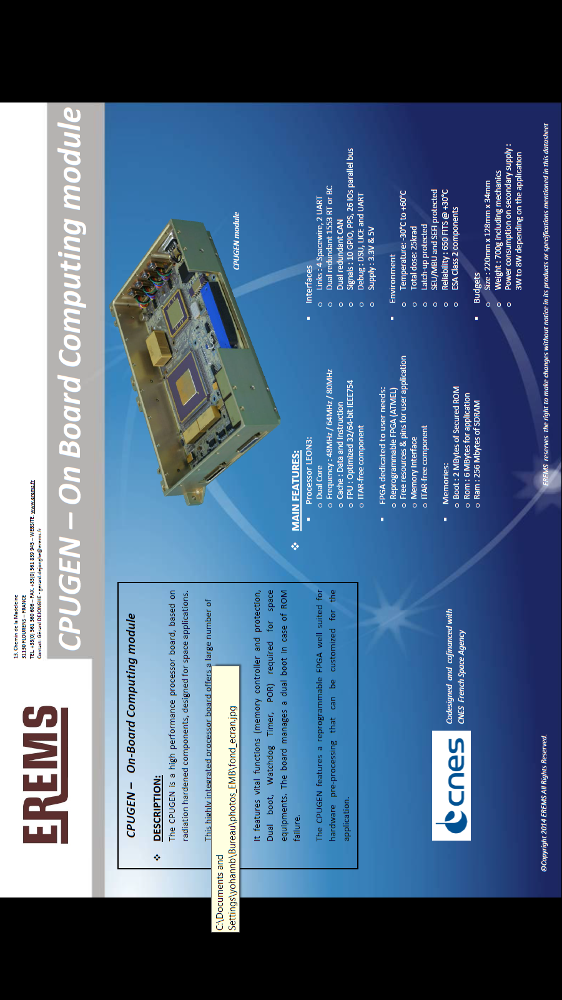 EREMS
13, Chemin de la Madeleine
31130 FLOURENS – FRANCE
TEL. +33(0) 561 360 606 – FAX. +33(0) 561 839 945 – WEBSITE. www.erems.fr
Contact: Gérard DEJONGHE - gerard.dejonghe@erems.fr
CPUGEN – On Board Computing module
CPUGEN – On-Board Computing module
❖ DESCRIPTION:
The CPUGEN is a high performance processor board, based on
radiation hardened components, designed for space applications.
This highly integrated processor board offers a large number of
C:\Documents and
Settings\yohannb\Bureau\photos_EMB\fond_ecran.jpg
It features vital functions (memory controller and protection,
Dual boot, Watchdog Timer, POR) required for space
equipments. The board manages a dual boot in case of ROM
failure.
The CPUGEN features a reprogrammable FPGA well suited for
hardware pre-processing that can be customized for the
application.
cnes
Codesigned and cofinanced with
CNES French Space Agency
CPUGEN module
❖ MAIN FEATURES:
▪ Processor LEON3:
o Dual Core
o Frequency : 48MHz / 64MHz / 80MHz
o Cache : Data and Instruction
o FPU : Optimized 32/64-bit IEEE754
o ITAR-free component
▪ FPGA dedicated to user needs:
o Reprogrammable FPGA (ATMEL)
o Free resources & pins for user application
o Memory Interface
o ITAR-free component
▪ Memories:
o Boot : 2 MBytes of Secured ROM
o Rom : 6 MBytes for application
o Ram : 256 Mbytes of SDRAM
▪ Interfaces
o Links : 4 Spacewire, 2 UART
o Dual redundant 1553 RT or BC
o Dual redundant CAN
o Signals : 10 GPIO, PPS, 26 IOs parallel bus
o Debug : DSU, LICE and UART
o Supply : 3.3V & 5V
▪ Environment
o Temperature: -30°C to +60°C
o Total dose: 25krad
o Latch-up protected
o SEU/MBU and SEFI protected
o Reliability : 650 FITS @ +30°C
o ESA Class 2 components
▪ Budgets
o Size : 220mm x 128mm x 34mm
o Weight : 700g including mechanics
o Power consumption on secondary supply :
3W to 8W depending on the application
©Copyright 2014 EREMS All Rights Reserved.
EREMS reserves the right to make changes without notice in its products or specifications mentioned in this datasheet